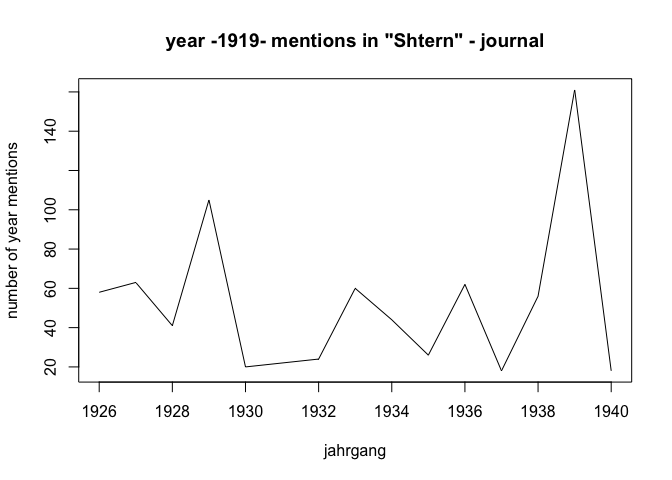 year -1919- mentions in "Shtern" - journal
number of year mentions
140
100
80
60
40
20
1926 1928 1930 1932 1934 1936 1938 1940
jahrgang